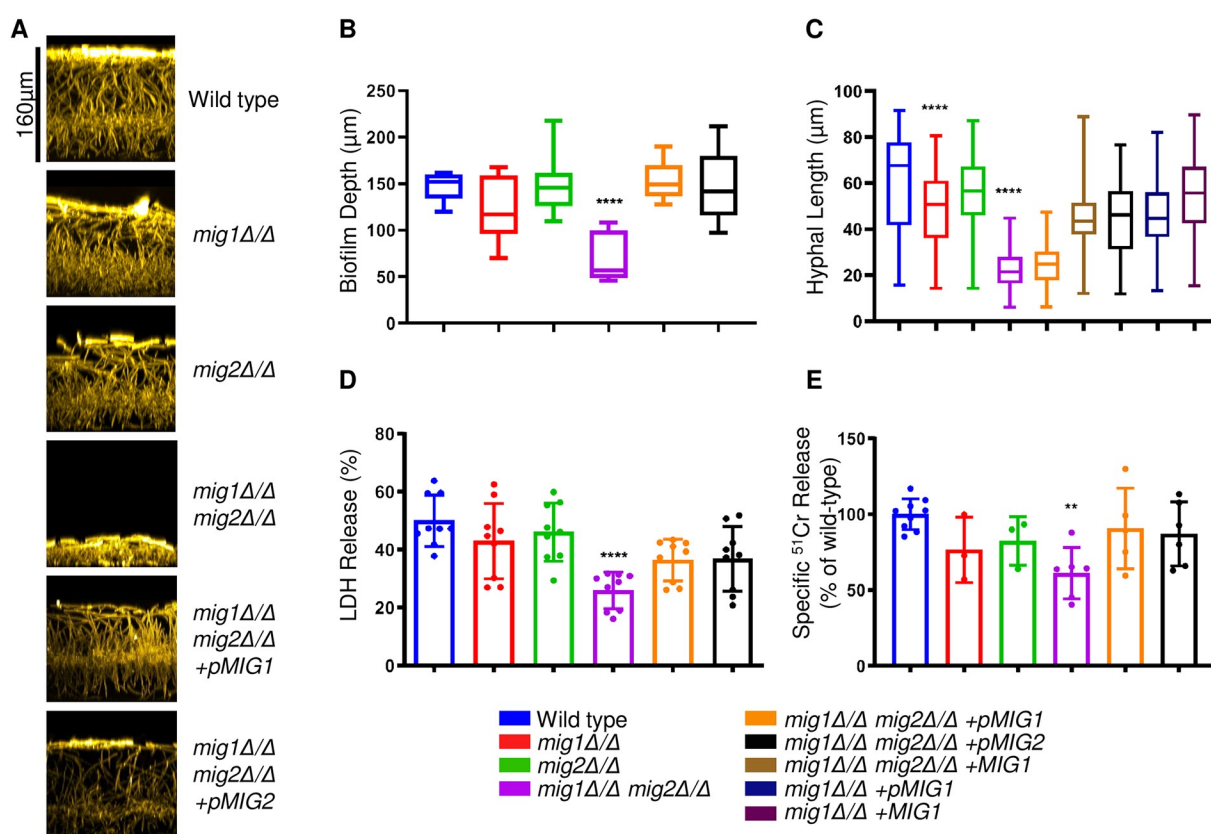 A
160µm
Wild type
mig1Δ/Δ
mig2Δ/Δ
mig1Δ/Δ
mig2Δ/Δ
mig1Δ/Δ
mig2Δ/Δ
+pMIG1
mig1Δ/Δ
mig2Δ/Δ
+pMIG2
B
Biofilm Depth (µm)
250
200
150
100
50
0
****
C
Hyphal Length (µm)
100
80
60
40
20
0
****
****
D
LDH Release (%)
80
60
40
20
0
****
E
Specific ⁵¹Cr Release
(% of wild-type)
150
100
50
0
**
Wild type
mig1Δ/Δ
mig2Δ/Δ
mig1Δ/Δ mig2Δ/Δ
mig1Δ/Δ mig2Δ/Δ +pMIG1
mig1Δ/Δ mig2Δ/Δ +pMIG2
mig1Δ/Δ mig2Δ/Δ +MIG1
mig1Δ/Δ +pMIG1
mig1Δ/Δ +MIG1